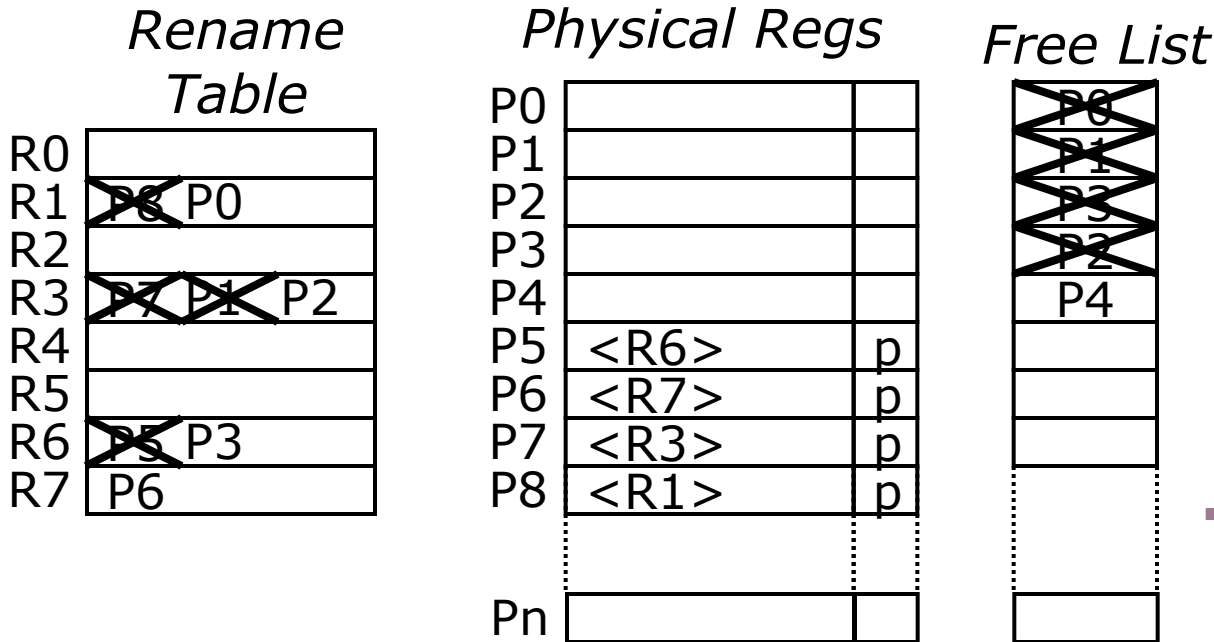 Rename
Table
Physical Regs
Free List
R0
R1 P8 P0
R2
R3 P7 P1 P2
R4
R5
R6 P5 P3
R7 P6
P0
P1
P2
P3
P4
P5 <R6> p
P6 <R7> p
P7 <R3> p
P8 <R1> p
Pn
P0
P1
P3
P2
P4